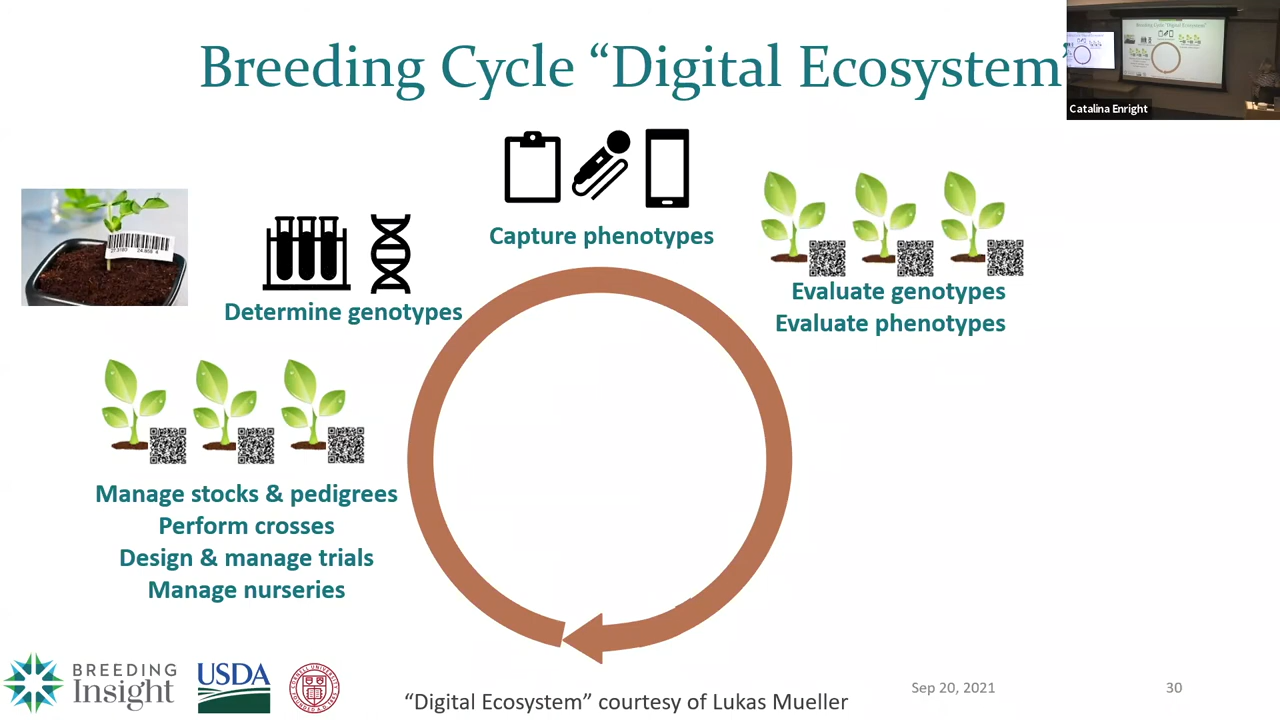 Breeding Cycle “Digital Ecosystem”
Catalina Enright
Capture phenotypes
Determine genotypes
Evaluate genotypes
Evaluate phenotypes
Manage stocks & pedigrees
Perform crosses
Design & manage trials
Manage nurseries
BREEDING
Insight
USDA
“Digital Ecosystem” courtesy of Lukas Mueller
Sep 20, 2021
30